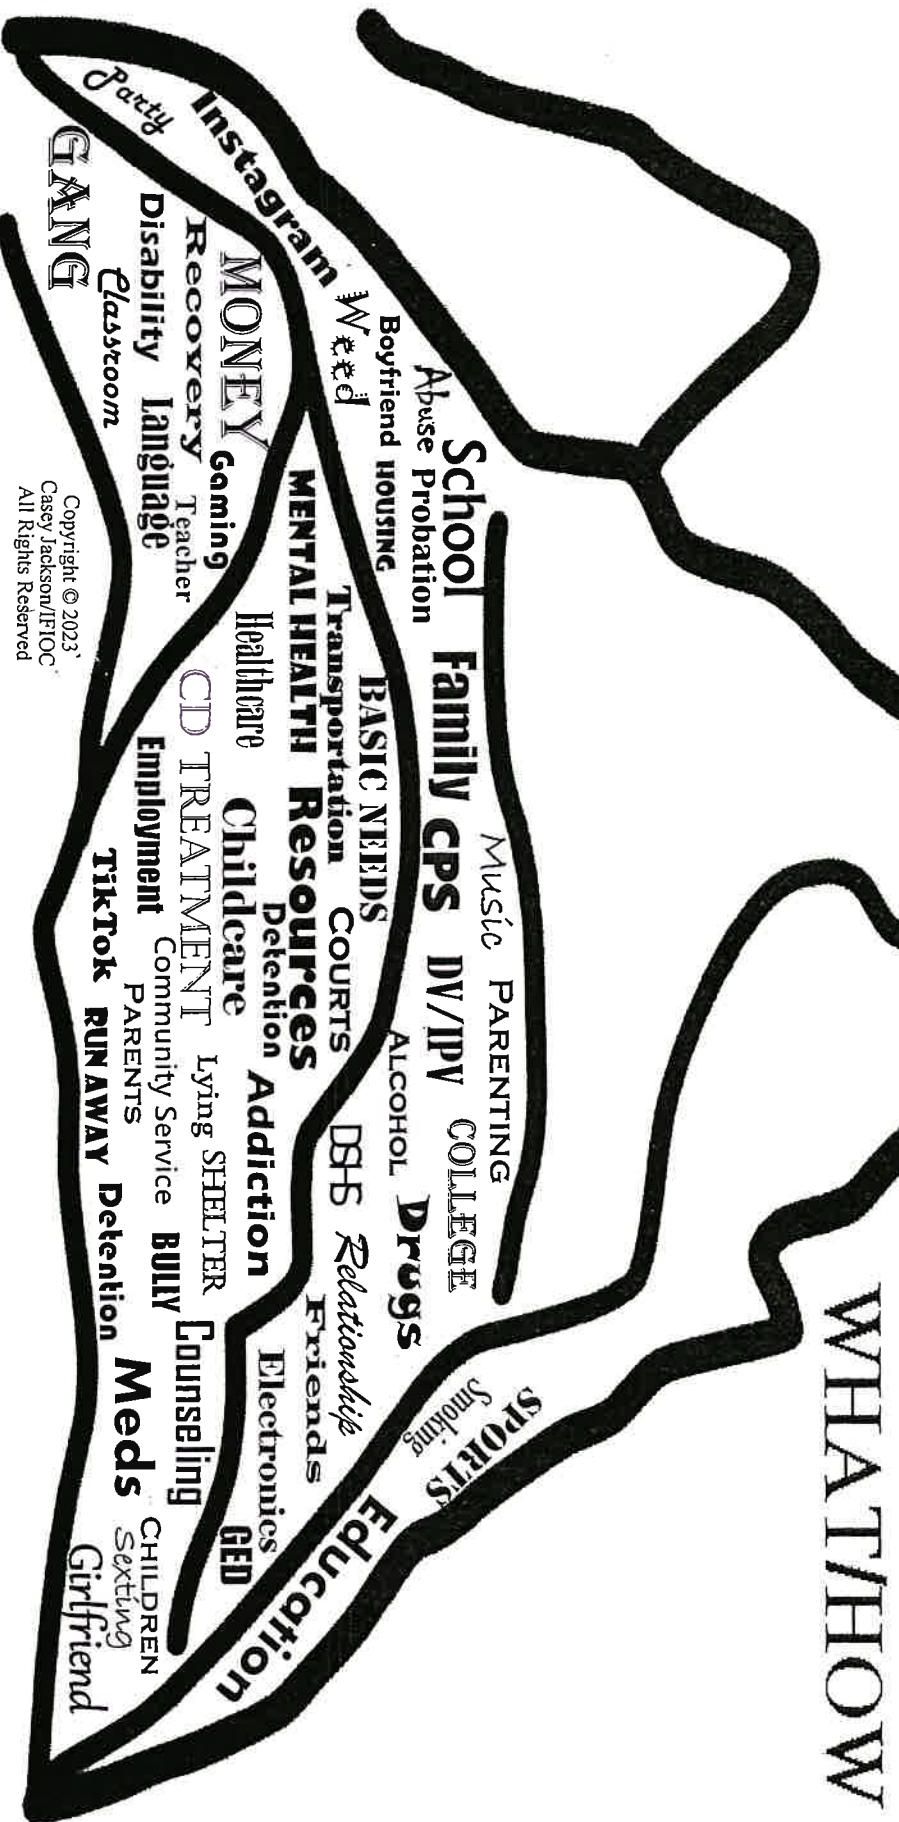 WHAT/HOW
Music PARENTING
School Family CPS DV/IPV COLLEGE
SPORTS
Smoking
Abuse Probation
ALCOHOL Drugs
Boyfriend HOUSING
BASIC NEEDS
Instagram Weed
Transportation COURTS DSHS Relationship
Education
MENTAL HEALTH Resources
Friends
Detention Addiction
Electronics
MONEY
Healthcare Childcare
GED
Party
Recovery Gaming
Teacher
CD TREATMENT Lying SHELTER
Counseling
Disability Language
Employment Community Service BULLY
CHILDREN
PARENTS
Meds Sexting
Classroom
TikTok RUN AWAY Detention
Girlfriend
GANG
Copyright © 2023`
Casey Jackson/IFIOC
All Rights Reserved